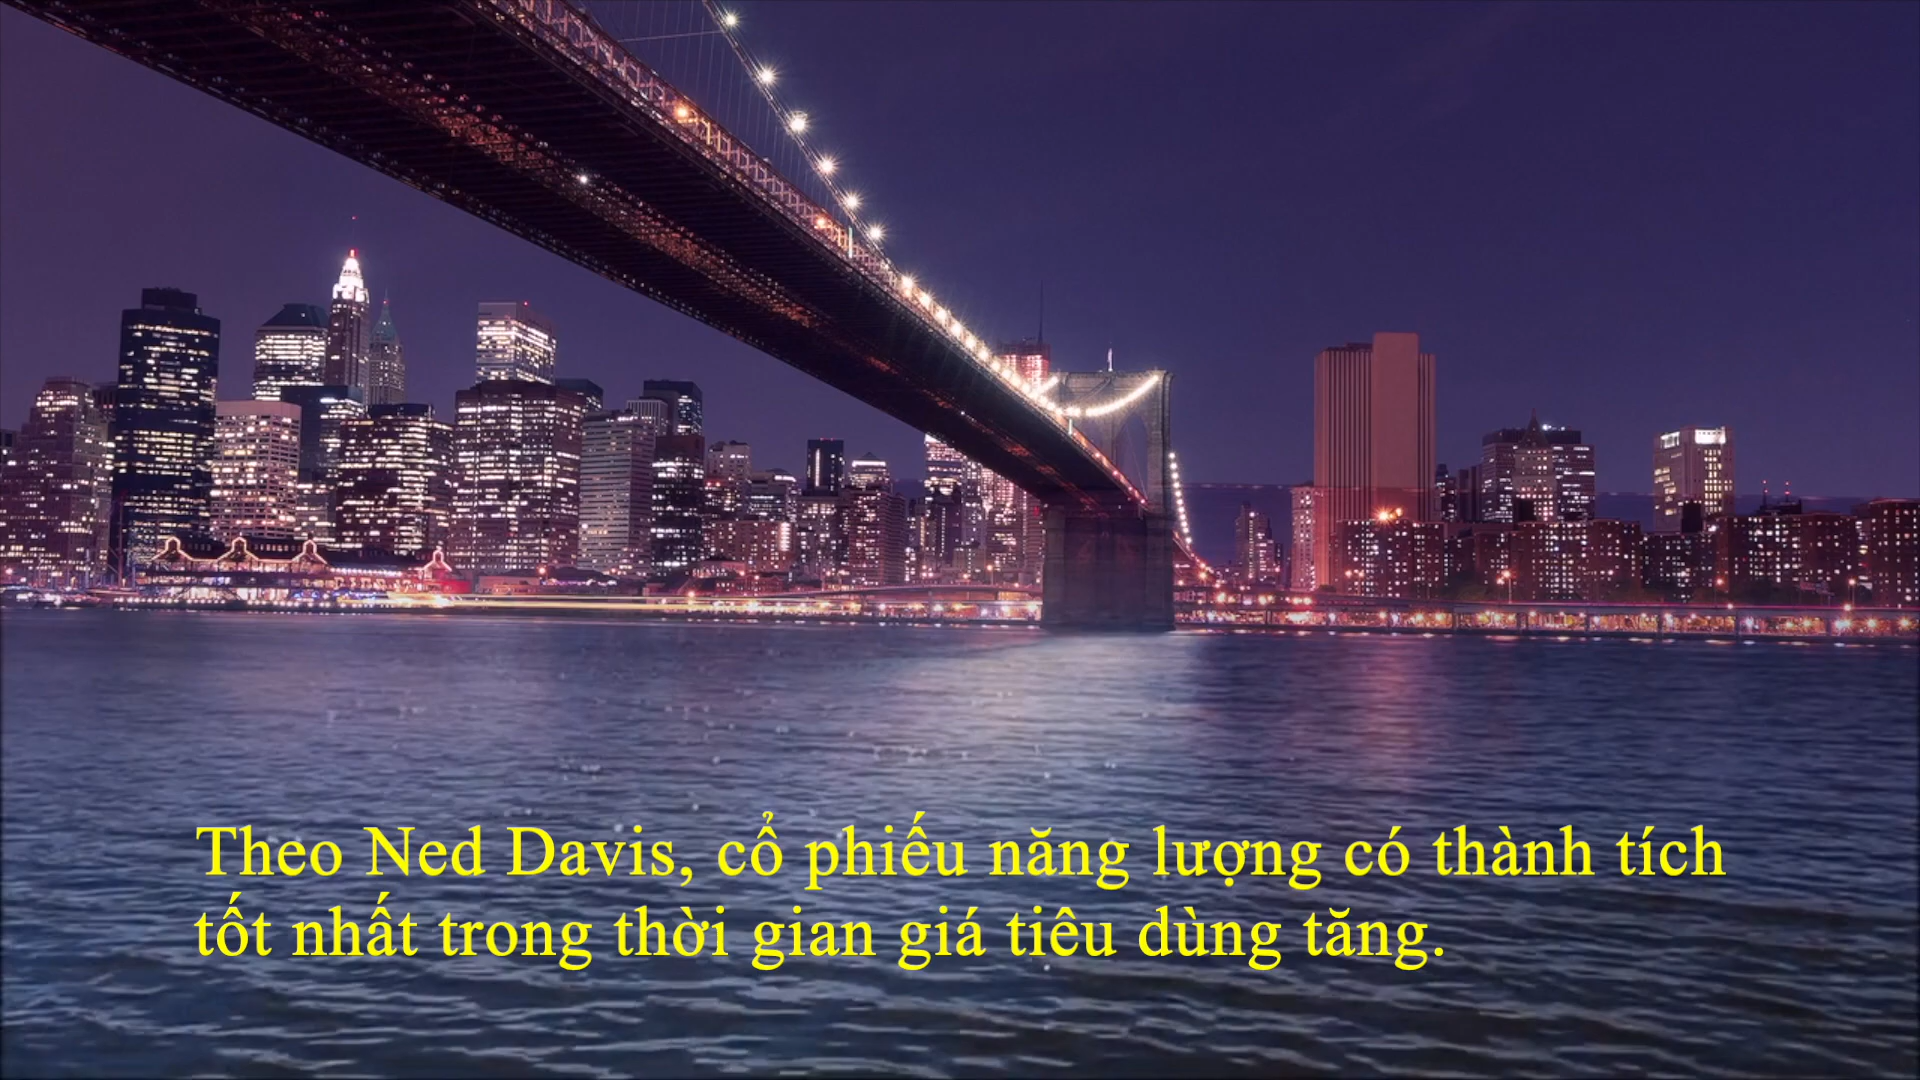 Theo Ned Davis, cổ phiếu năng lượng có thành tích
tốt nhất trong thời gian giá tiêu dùng tăng.